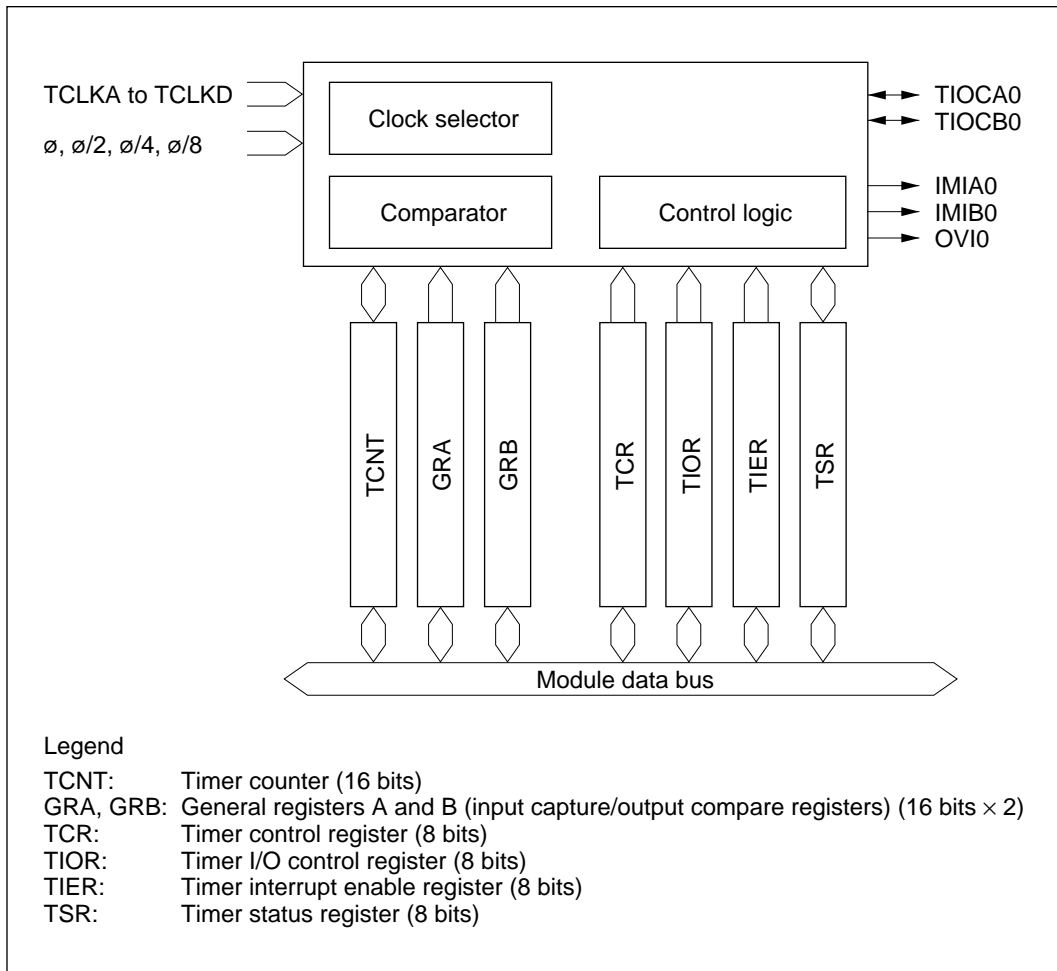 TCLKA to TCLKD
ø, ø/2, ø/4, ø/8
Clock selector
Comparator
Control logic
TIOCA0
TIOCB0
IMIA0
IMIB0
OVI0
TCNT
GRA
GRB
TCR
TIOR
TIER
TSR
Module data bus
Legend
TCNT: Timer counter (16 bits)
GRA, GRB: General registers A and B (input capture/output compare registers) (16 bits × 2)
TCR: Timer control register (8 bits)
TIOR: Timer I/O control register (8 bits)
TIER: Timer interrupt enable register (8 bits)
TSR: Timer status register (8 bits)